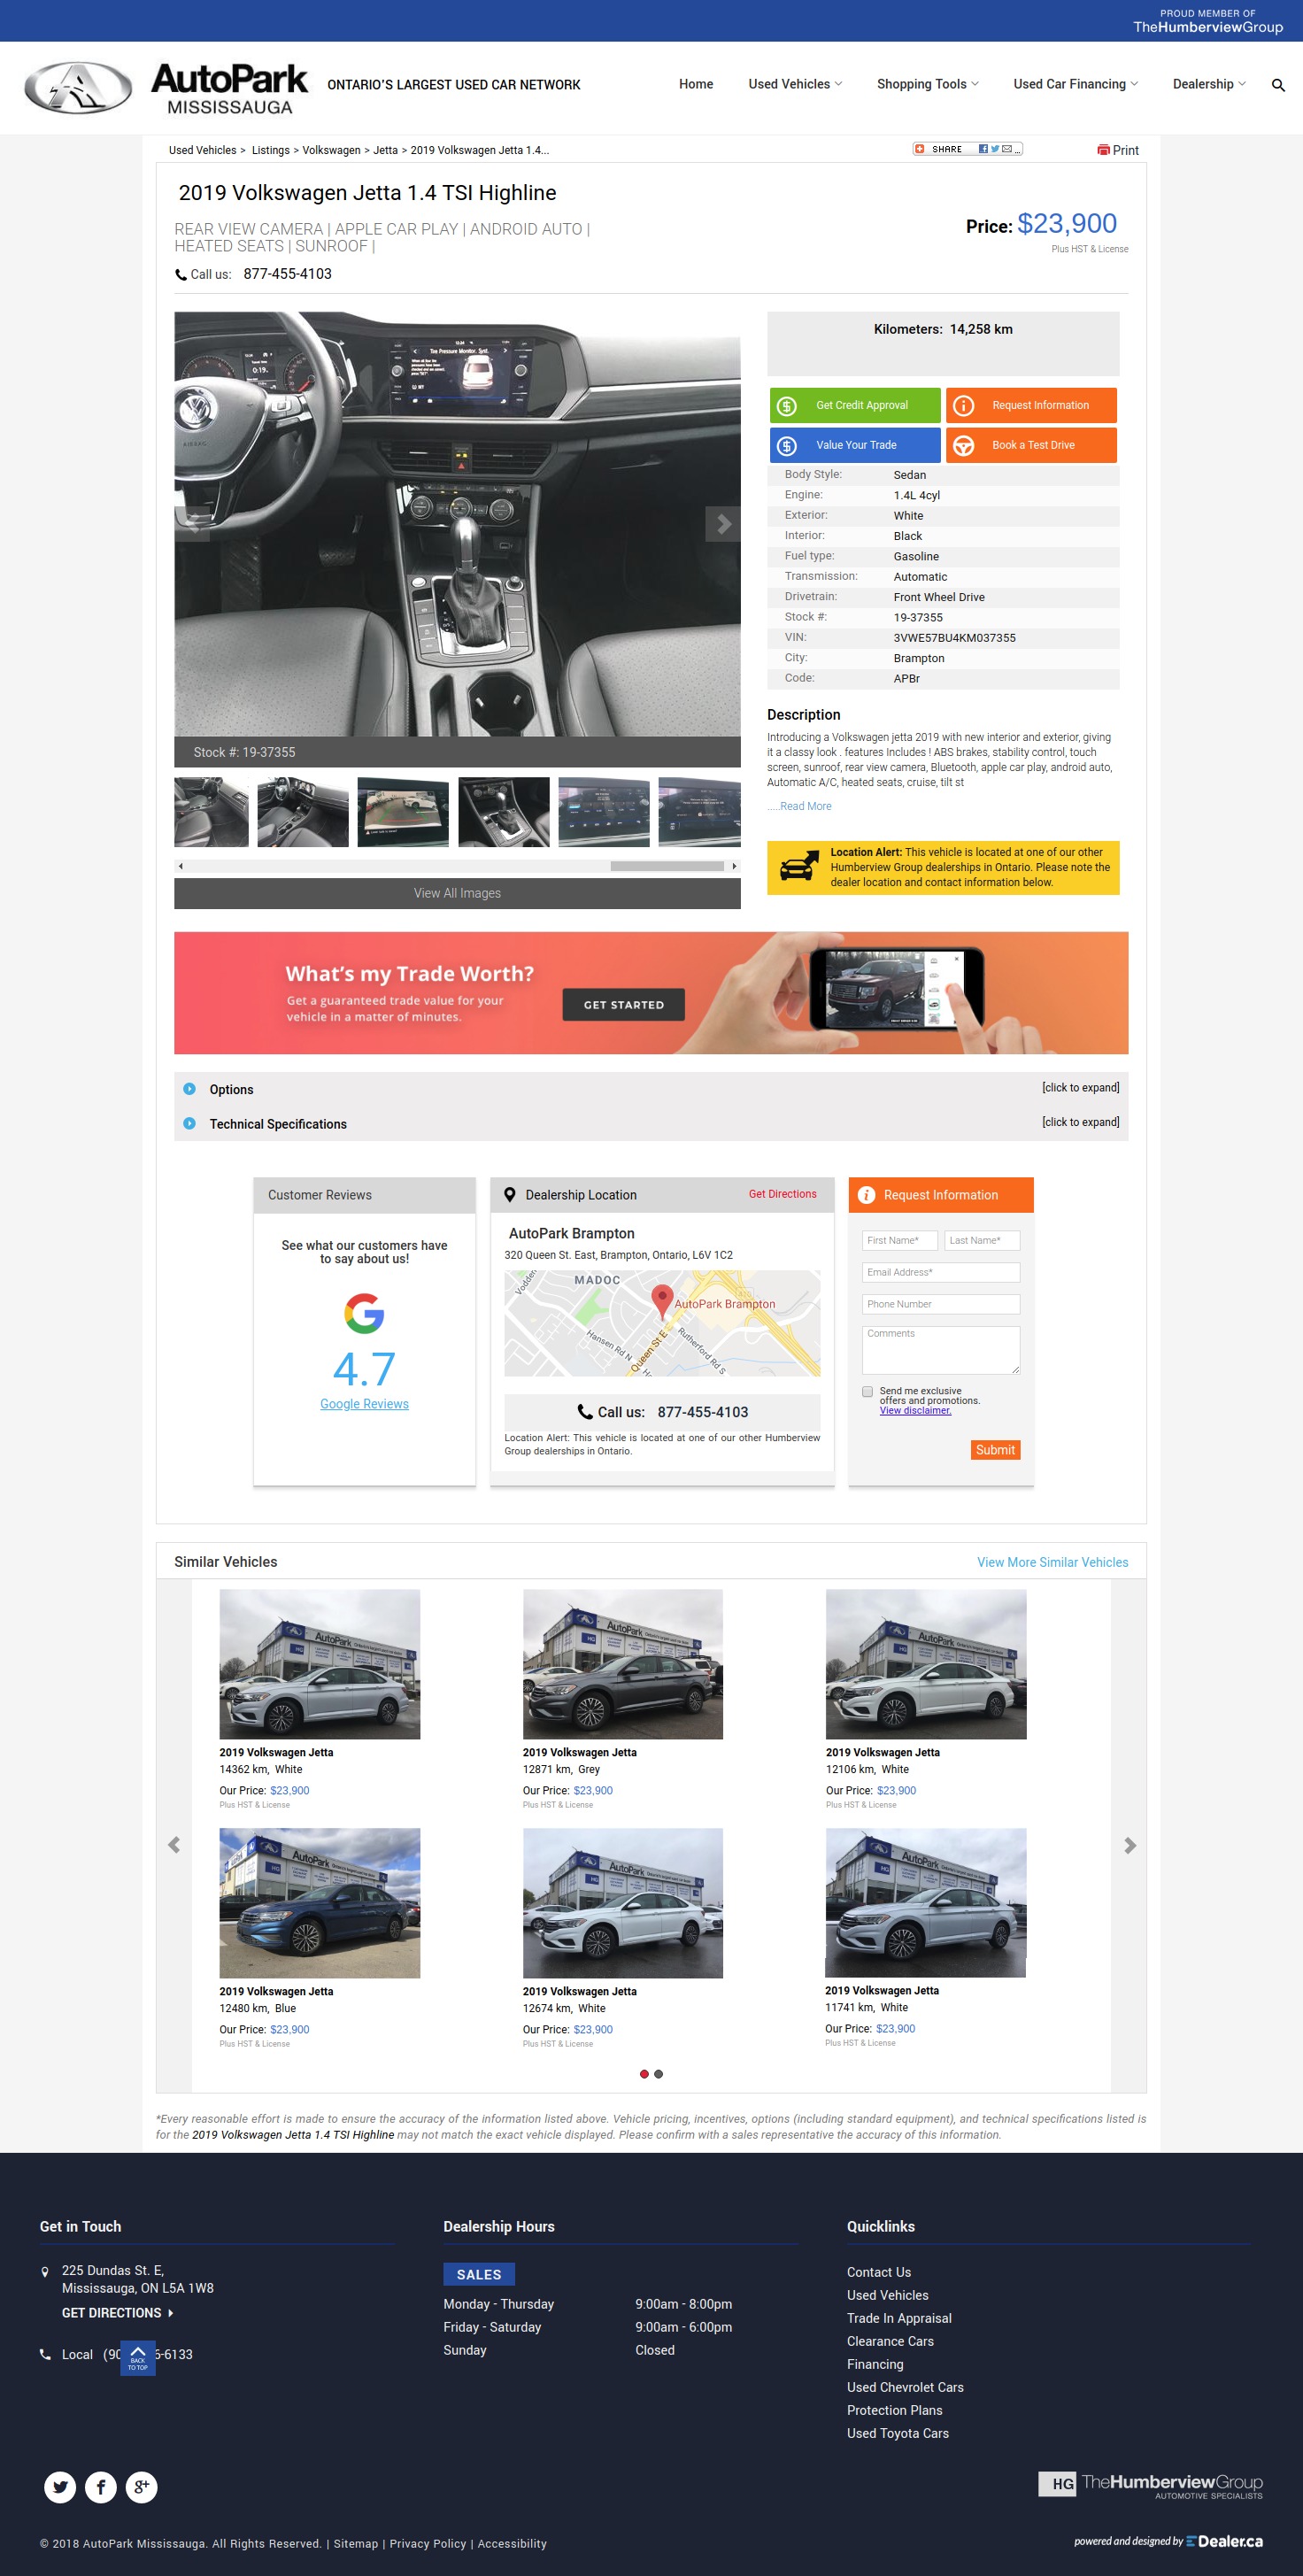 PROUD MEMBER OF
TheHumberviewGroup
AutoPark
MISSISSAUGA
ONTARIO'S LARGEST USED CAR NETWORK
Home
Used Vehicles
Shopping Tools
Used Car Financing
Dealership
Used Vehicles > Listings > Volkswagen > Jetta > 2019 Volkswagen Jetta 1.4...
SHARE
Print
2019 Volkswagen Jetta 1.4 TSI Highline
REAR VIEW CAMERA | APPLE CAR PLAY | ANDROID AUTO |
HEATED SEATS | SUNROOF |
Price: $23,900
Plus HST & License
Call us: 877-455-4103
Tire Pressure Monitor. Syst.
Stock #: 19-37355
View All Images
Kilometers: 14,258 km
Get Credit Approval
Request Information
Value Your Trade
Book a Test Drive
Body Style: Sedan
Engine: 1.4L 4cyl
Exterior: White
Interior: Black
Fuel type: Gasoline
Transmission: Automatic
Drivetrain: Front Wheel Drive
Stock #: 19-37355
VIN: 3VWE57BU4KM037355
City: Brampton
Code: APBr
Description
Introducing a Volkswagen jetta 2019 with new interior and exterior, giving
it a classy look . features Includes ! ABS brakes, stability control, touch
screen, sunroof, rear view camera, Bluetooth, apple car play, android auto,
Automatic A/C, heated seats, cruise, tilt st
.....Read More
Location Alert: This vehicle is located at one of our other
Humberview Group dealerships in Ontario. Please note the
dealer location and contact information below.
What's my Trade Worth?
Get a guaranteed trade value for your
vehicle in a matter of minutes.
GET STARTED
Options
[click to expand]
Technical Specifications
[click to expand]
Customer Reviews
See what our customers have
to say about us!
4.7
Google Reviews
Dealership Location
Get Directions
AutoPark Brampton
320 Queen St. East, Brampton, Ontario, L6V 1C2
Vodden
MADOC
AutoPark Brampton
Hansen Rd N
Queen St E
Rutherford Rd S
Call us: 877-455-4103
Location Alert: This vehicle is located at one of our other Humberview
Group dealerships in Ontario.
Request Information
First Name*
Last Name*
Email Address*
Phone Number
Comments
Send me exclusive
offers and promotions.
View disclaimer.
Submit
Similar Vehicles
View More Similar Vehicles
AutoPark
AutoPark
AutoPark
2019 Volkswagen Jetta
14362 km, White
Our Price: $23,900
Plus HST & License
2019 Volkswagen Jetta
12871 km, Grey
Our Price: $23,900
Plus HST & License
2019 Volkswagen Jetta
12106 km, White
Our Price: $23,900
Plus HST & License
AutoPark
AutoPark
AutoPark
2019 Volkswagen Jetta
12480 km, Blue
Our Price: $23,900
Plus HST & License
2019 Volkswagen Jetta
12674 km, White
Our Price: $23,900
Plus HST & License
2019 Volkswagen Jetta
11741 km, White
Our Price: $23,900
Plus HST & License
*Every reasonable effort is made to ensure the accuracy of the information listed above. Vehicle pricing, incentives, options (including standard equipment), and technical specifications listed is
for the 2019 Volkswagen Jetta 1.4 TSI Highline may not match the exact vehicle displayed. Please confirm with a sales representative the accuracy of this information.
Get in Touch
225 Dundas St. E,
Mississauga, ON L5A 1W8
GET DIRECTIONS
Local (90 6-6133
BACK
TO TOP
Dealership Hours
SALES
Monday - Thursday 9:00am - 8:00pm
Friday - Saturday 9:00am - 6:00pm
Sunday Closed
Quicklinks
Contact Us
Used Vehicles
Trade In Appraisal
Clearance Cars
Financing
Used Chevrolet Cars
Protection Plans
Used Toyota Cars
HG TheHumberviewGroup
AUTOMOTIVE SPECIALISTS
© 2018 AutoPark Mississauga. All Rights Reserved. | Sitemap | Privacy Policy | Accessibility
powered and designed by EDealer.ca